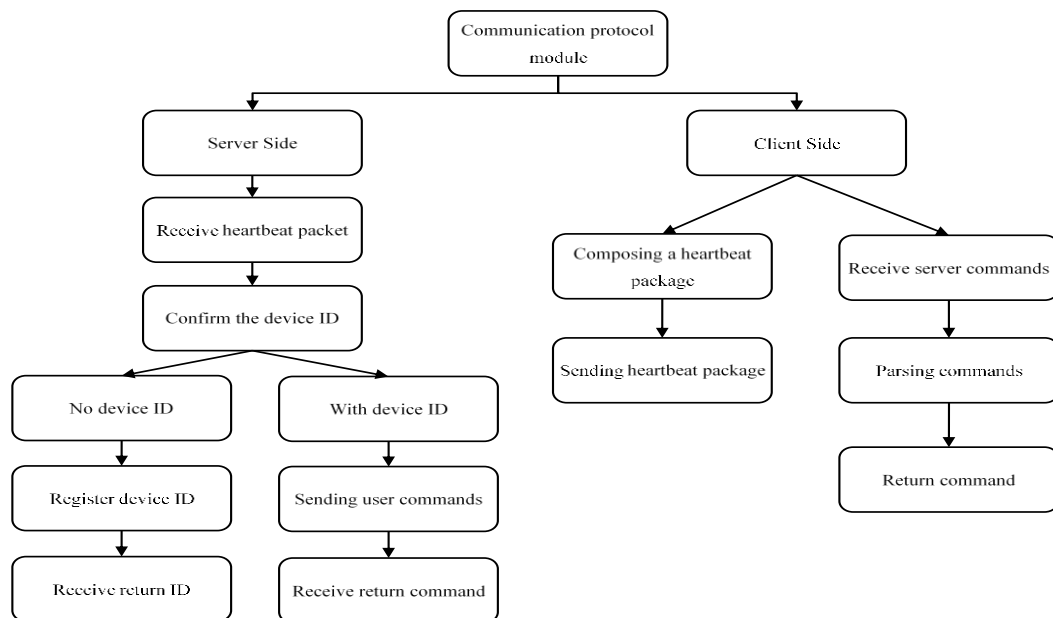 Communication protocol
module
Server Side
Client Side
Receive heartbeat packet
Composing a heartbeat
package
Receive server commands
Confirm the device ID
Sending heartbeat package
Parsing commands
No device ID
With device ID
Register device ID
Sending user commands
Return command
Receive return ID
Receive return command